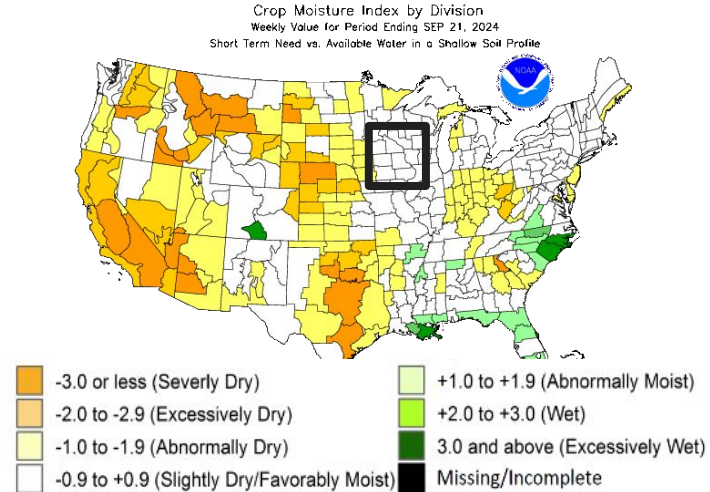 Crop Moisture Index by Division
Weekly Value for Period Ending SEP 21, 2024
Short Term Need vs. Available Water in a Shallow Soil Profile
NOAA
-3.0 or less (Severly Dry)
-2.0 to -2.9 (Excessively Dry)
-1.0 to -1.9 (Abnormally Dry)
-0.9 to +0.9 (Slightly Dry/Favorably Moist)
+1.0 to +1.9 (Abnormally Moist)
+2.0 to +3.0 (Wet)
3.0 and above (Excessively Wet)
Missing/Incomplete